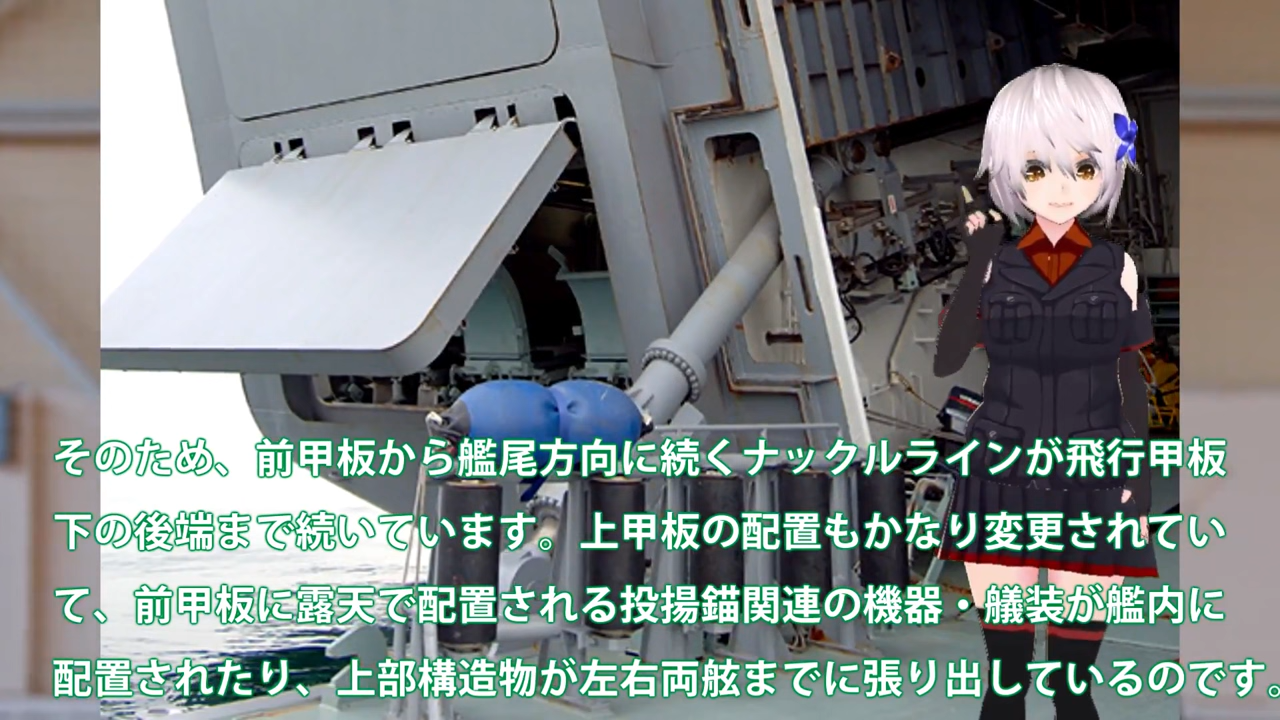 そのため、前甲板から艦尾方向に続くナックルラインが飛行甲板
下の後端まで続いています。上甲板の配置もかなり変更されてい
て、前甲板に露天で配置される投揚錨関連の機器・艤装が艦内に
配置されたり、上部構造物が左右両舷までに張り出しているのです。